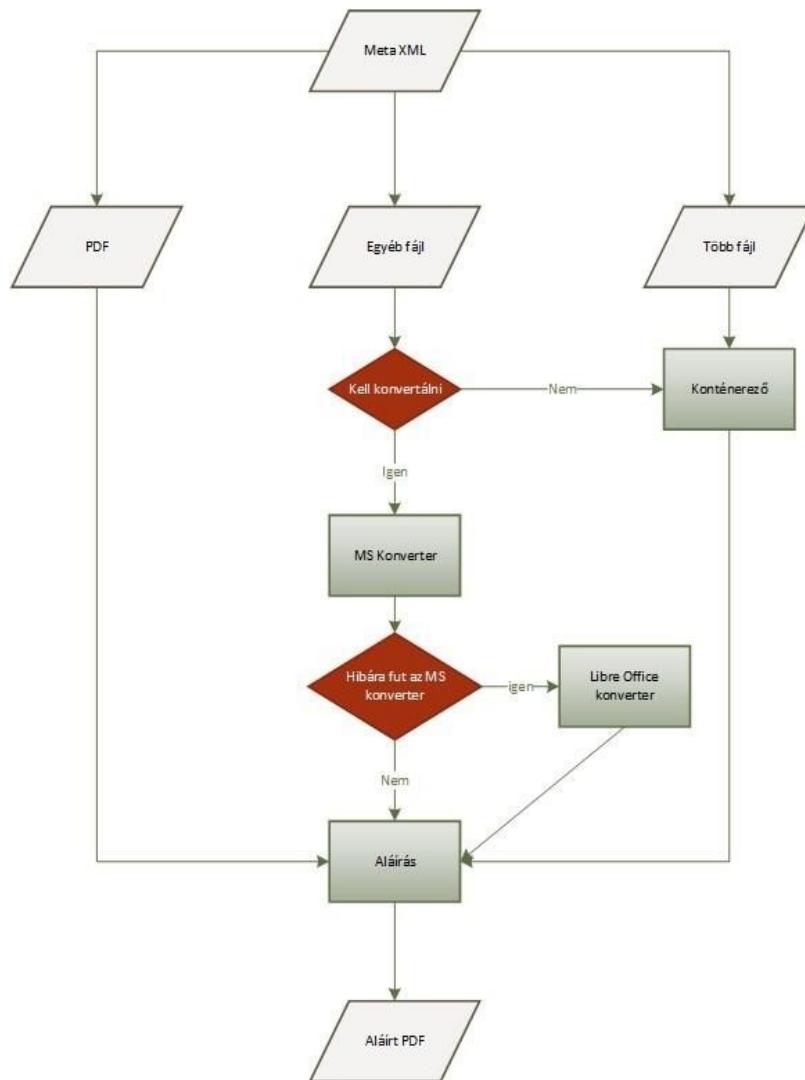 Meta XML
PDF
Egyéb fájl
Több fájl
Kell konvertálni
Nem
Konténerező
Igen
MS Konverter
Hibára fut az MS
konverter
igen
Libre Office
konverter
Nem
Aláírás
Aláírt PDF